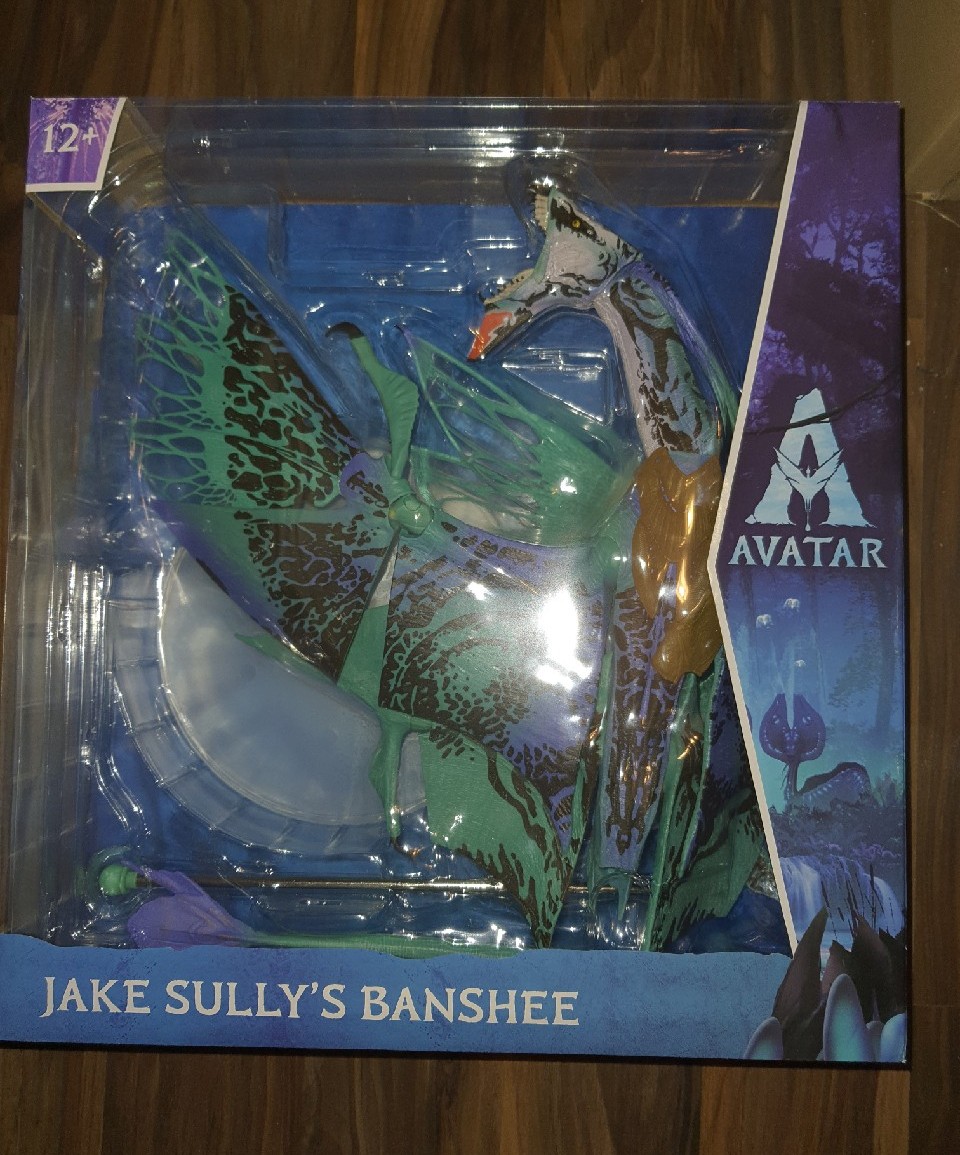 12+
AVATAR
JAKE SULLY'S BANSHEE